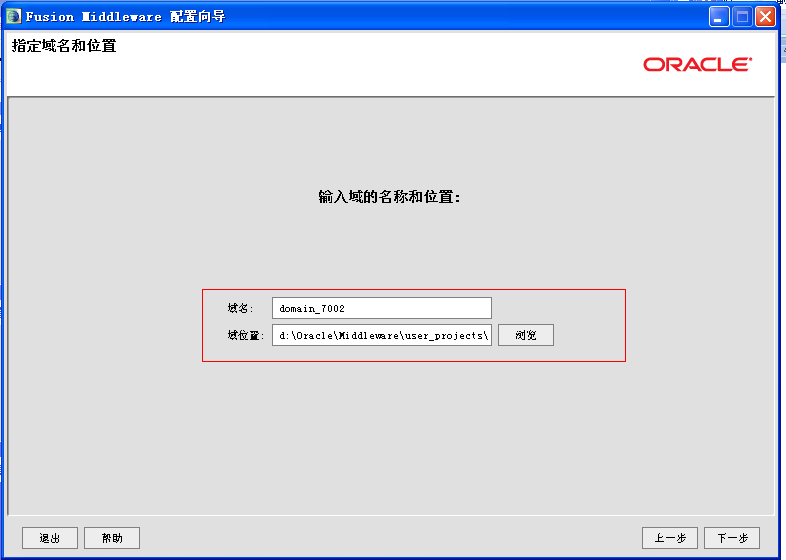 Fusion Middleware 配置向导
指定域名和位置
ORACLE
输入域的名称和位置:
域名: domain_7002
域位置: d:\Oracle\Middleware\user_projects\ 浏览
退出 帮助 上一步 下一步